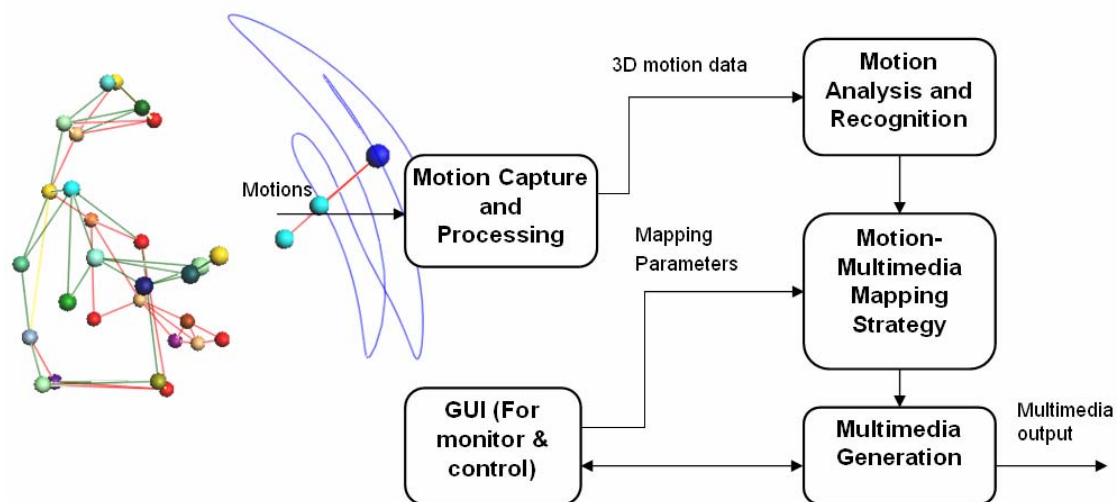 3D motion data
Motion
Analysis and
Recognition
Motions
Motion Capture
and
Processing
Mapping
Parameters
Motion-
Multimedia
Mapping
Strategy
GUI (For
monitor &
control)
Multimedia
Generation
Multimedia
output